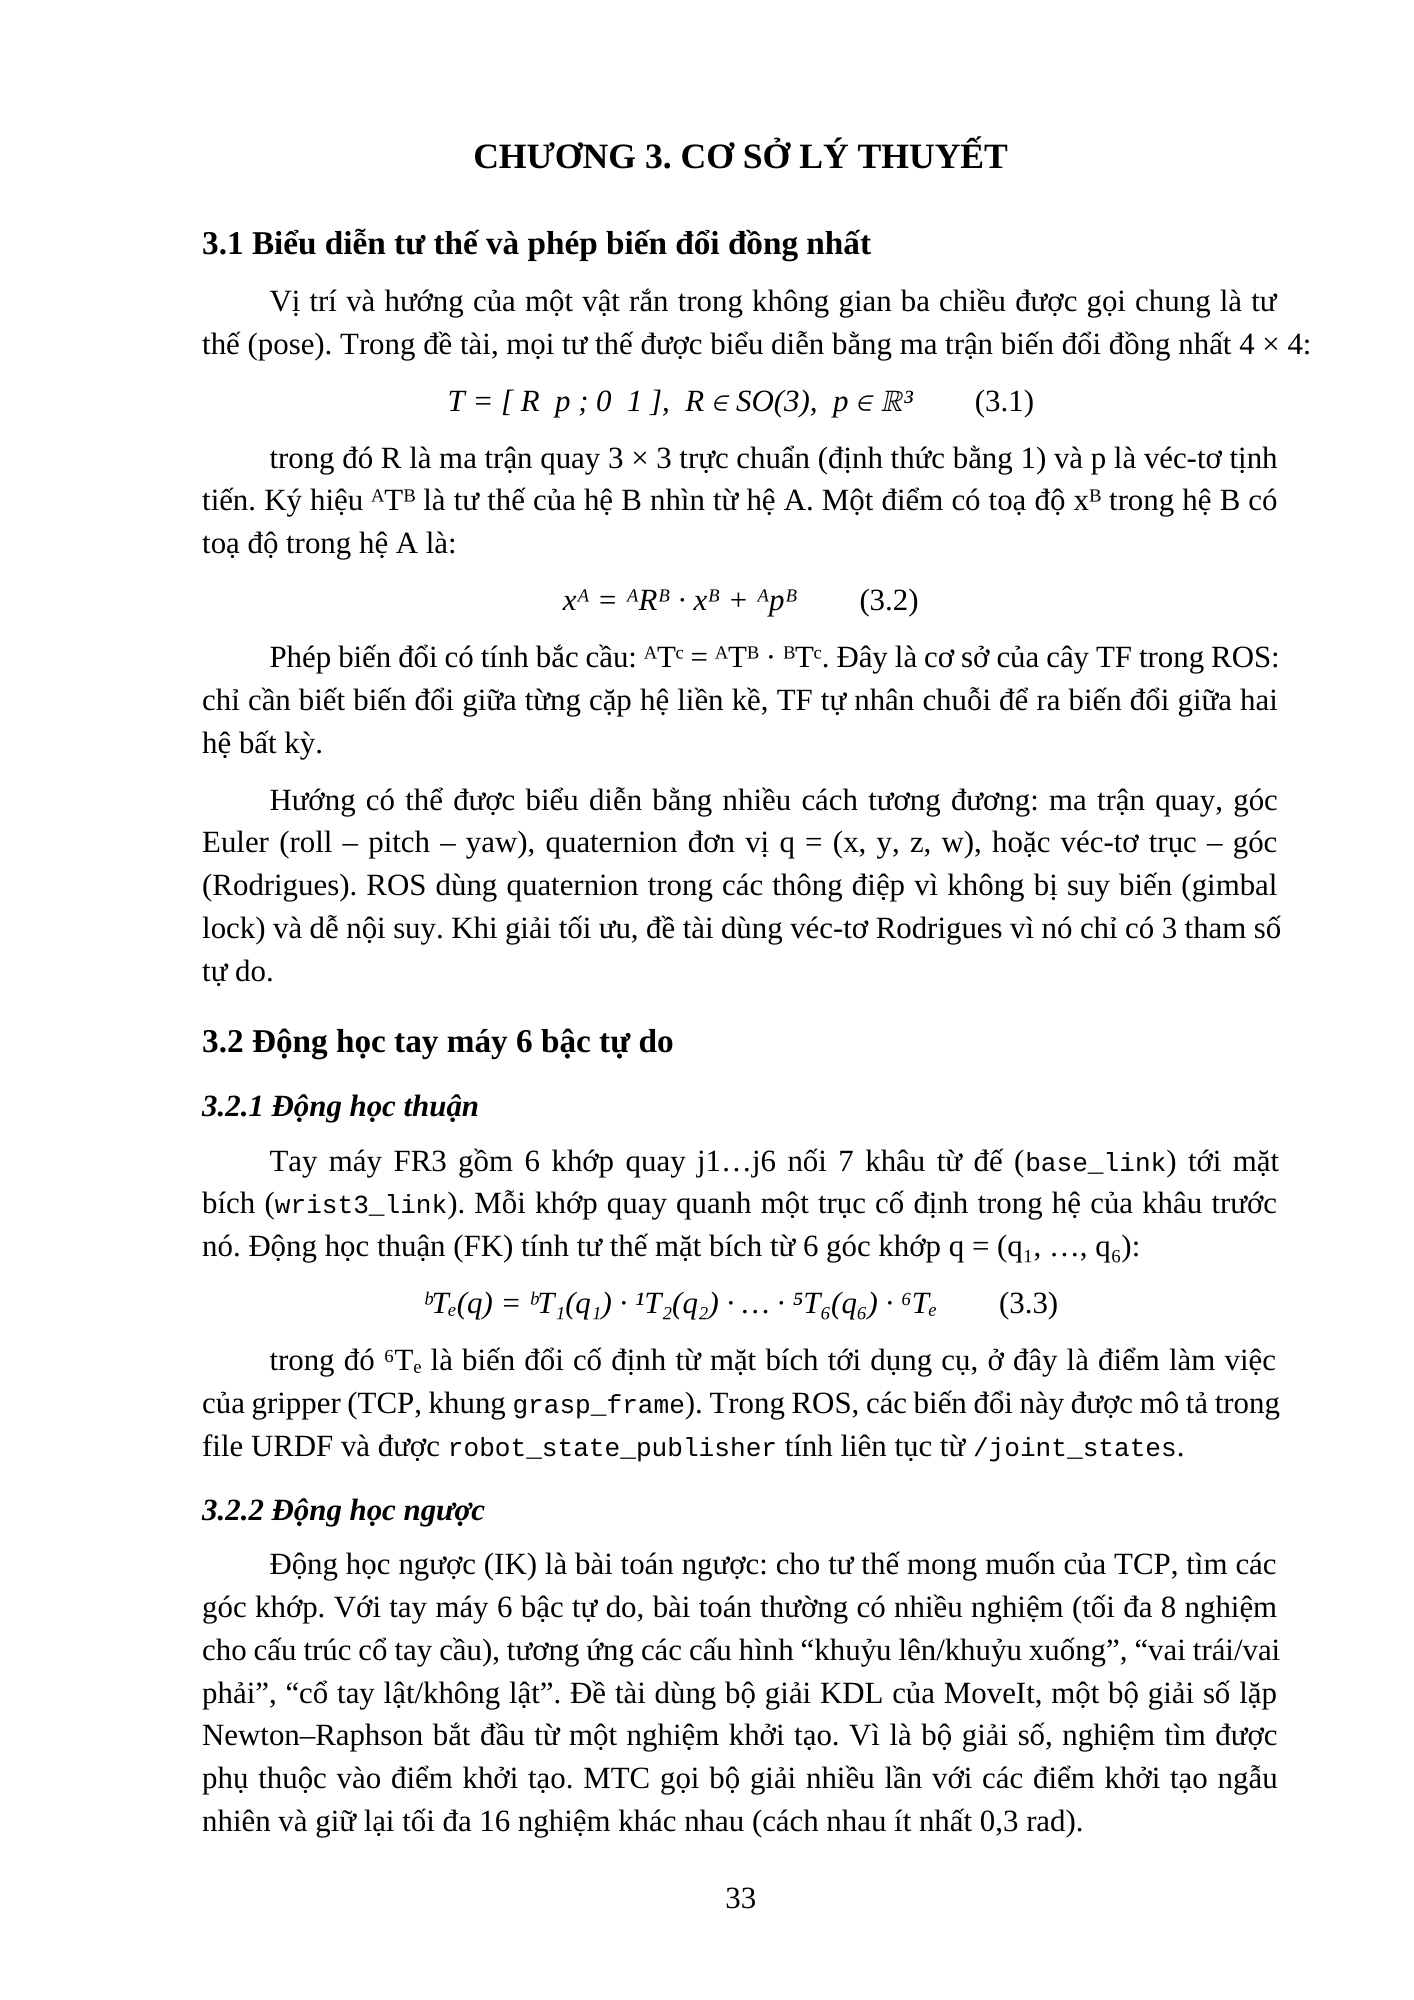 CHƯƠNG 3. CƠ SỞ LÝ THUYẾT
3.1 Biểu diễn tư thế và phép biến đổi đồng nhất
Vị trí và hướng của một vật rắn trong không gian ba chiều được gọi chung là tư
thế (pose). Trong đề tài, mọi tư thế được biểu diễn bằng ma trận biến đổi đồng nhất 4 × 4:
T = [ R  p ; 0  1 ],  R ∈ SO(3),  p ∈ ℝ³        (3.1)
trong đó R là ma trận quay 3 × 3 trực chuẩn (định thức bằng 1) và p là véc-tơ tịnh
tiến. Ký hiệu ᴬTᴮ là tư thế của hệ B nhìn từ hệ A. Một điểm có toạ độ xᴮ trong hệ B có
toạ độ trong hệ A là:
xᴬ = ᴬRᴮ · xᴮ + ᴬpᴮ        (3.2)
Phép biến đổi có tính bắc cầu: ᴬTᶜ = ᴬTᴮ · ᴮTᶜ. Đây là cơ sở của cây TF trong ROS:
chỉ cần biết biến đổi giữa từng cặp hệ liền kề, TF tự nhân chuỗi để ra biến đổi giữa hai
hệ bất kỳ.
Hướng có thể được biểu diễn bằng nhiều cách tương đương: ma trận quay, góc
Euler (roll – pitch – yaw), quaternion đơn vị q = (x, y, z, w), hoặc véc-tơ trục – góc
(Rodrigues). ROS dùng quaternion trong các thông điệp vì không bị suy biến (gimbal
lock) và dễ nội suy. Khi giải tối ưu, đề tài dùng véc-tơ Rodrigues vì nó chỉ có 3 tham số
tự do.
3.2 Động học tay máy 6 bậc tự do
3.2.1 Động học thuận
Tay máy FR3 gồm 6 khớp quay j1…j6 nối 7 khâu từ đế (base_link) tới mặt
bích (wrist3_link). Mỗi khớp quay quanh một trục cố định trong hệ của khâu trước
nó. Động học thuận (FK) tính tư thế mặt bích từ 6 góc khớp q = (q₁, …, q₆):
ᵇTₑ(q) = ᵇT₁(q₁) · ¹T₂(q₂) · … · ⁵T₆(q₆) · ⁶Tₑ        (3.3)
trong đó ⁶Tₑ là biến đổi cố định từ mặt bích tới dụng cụ, ở đây là điểm làm việc
của gripper (TCP, khung grasp_frame). Trong ROS, các biến đổi này được mô tả trong
file URDF và được robot_state_publisher tính liên tục từ /joint_states.
3.2.2 Động học ngược
Động học ngược (IK) là bài toán ngược: cho tư thế mong muốn của TCP, tìm các
góc khớp. Với tay máy 6 bậc tự do, bài toán thường có nhiều nghiệm (tối đa 8 nghiệm
cho cấu trúc cổ tay cầu), tương ứng các cấu hình “khuỷu lên/khuỷu xuống”, “vai trái/vai
phải”, “cổ tay lật/không lật”. Đề tài dùng bộ giải KDL của MoveIt, một bộ giải số lặp
Newton–Raphson bắt đầu từ một nghiệm khởi tạo. Vì là bộ giải số, nghiệm tìm được
phụ thuộc vào điểm khởi tạo. MTC gọi bộ giải nhiều lần với các điểm khởi tạo ngẫu
nhiên và giữ lại tối đa 16 nghiệm khác nhau (cách nhau ít nhất 0,3 rad).
33